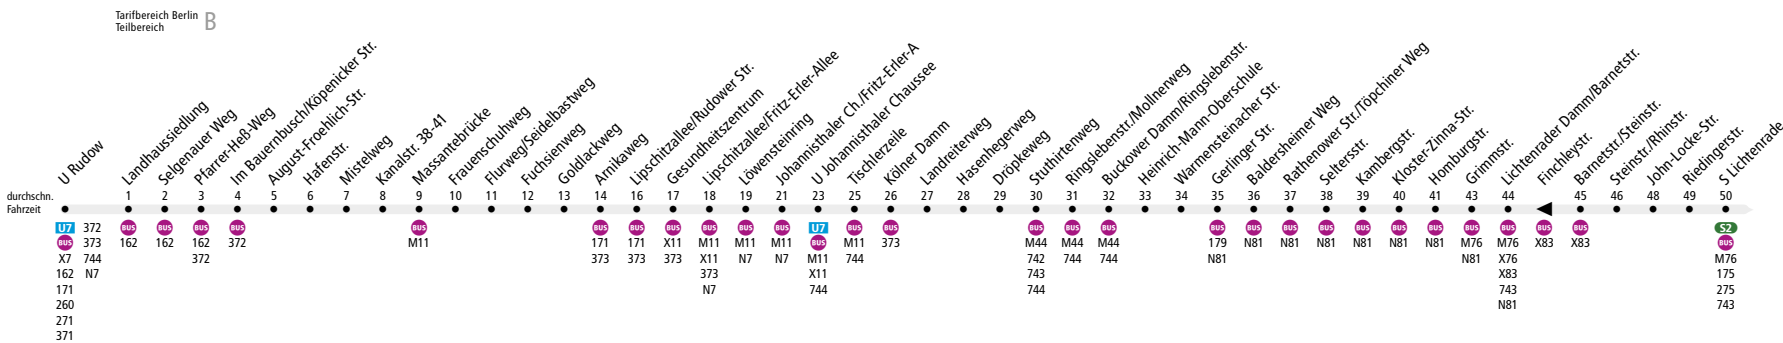 Tarifbereich Berlin
Teilbereich
B
U Rudow
Landhaussiedlung
Selgenauer Weg
Pfarrer-Heß-Weg
Im Bauernbusch/Köpenicker Str.
August-Froehlich-Str.
Hafenstr.
Mistelweg
Kanalstr. 38-41
Massantebrücke
Frauenschuhweg
Flurweg/Seidelbastweg
Fuchsienweg
Goldlackweg
Arnikaweg
Lipschitzallee/Rudower Str.
Gesundheitszentrum
Lipschitzallee/Fritz-Erler-Allee
Löwensteinring
Johannisthaler Ch./Fritz-Erler-A
U Johannisthaler Chaussee
Tischlerzeile
Kölner Damm
Landreiterweg
Hasenhegerweg
Dröpkeweg
Stuthirtenweg
Ringslebenstr./Mollnerweg
Buckower Damm/Ringslebenstr.
Heinrich-Mann-Oberschule
Warmensteinacher Str.
Gerlinger Str.
Baldersheimer Weg
Rathenower Str./Töpchiner Weg
Seltersstr.
Kambergstr.
Kloster-Zinna-Str.
Homburgstr.
Grimmstr.
Lichtenrader Damm/Barnetstr.
Finchleystr.
Barnetstr./Steinstr.
Steinstr./Rhinstr.
John-Locke-Str.
Riedingerstr.
S Lichtenrade
durchschn.
Fahrzeit
1 2 3 4 5 6 7 8 9 10 11 12 13 14 16 17 18 19 21 23 25 26 27 28 29 30 31 32 33 34 35 36 37 38 39 40 41 43 44 45 46 48 49 50
U7 372
BUS 373
X7 744
162 N7
171
260
271
371
BUS
162
BUS
162
BUS
162
372
BUS
372
BUS
M11
BUS
171
373
BUS
171
373
BUS
X11
373
BUS
M11
X11
373
N7
BUS
M11
N7
BUS
M11
N7
U7
BUS
M11
X11
744
BUS
M11
744
BUS
373
BUS
M44
742
743
744
BUS
M44
744
BUS
M44
744
BUS
179
N81
BUS
N81
BUS
N81
BUS
N81
BUS
N81
BUS
N81
BUS
N81
BUS
M76
N81
BUS
M76
X76
X83
743
N81
BUS
X83
BUS
X83
S2
BUS
M76
175
275
743